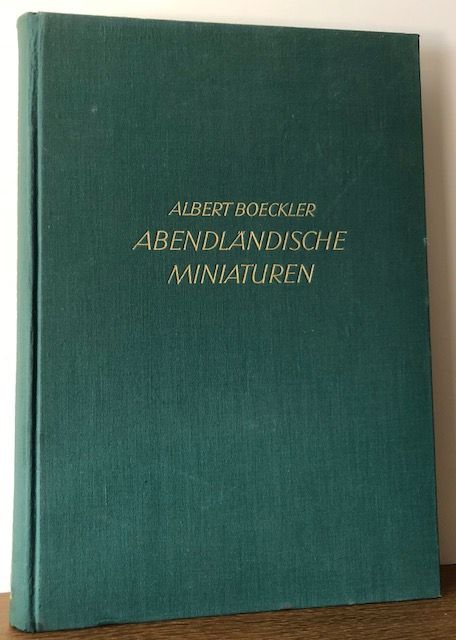 ALBERT BOECKLER
ABENDLÄNDISCHE
MINIATUREN